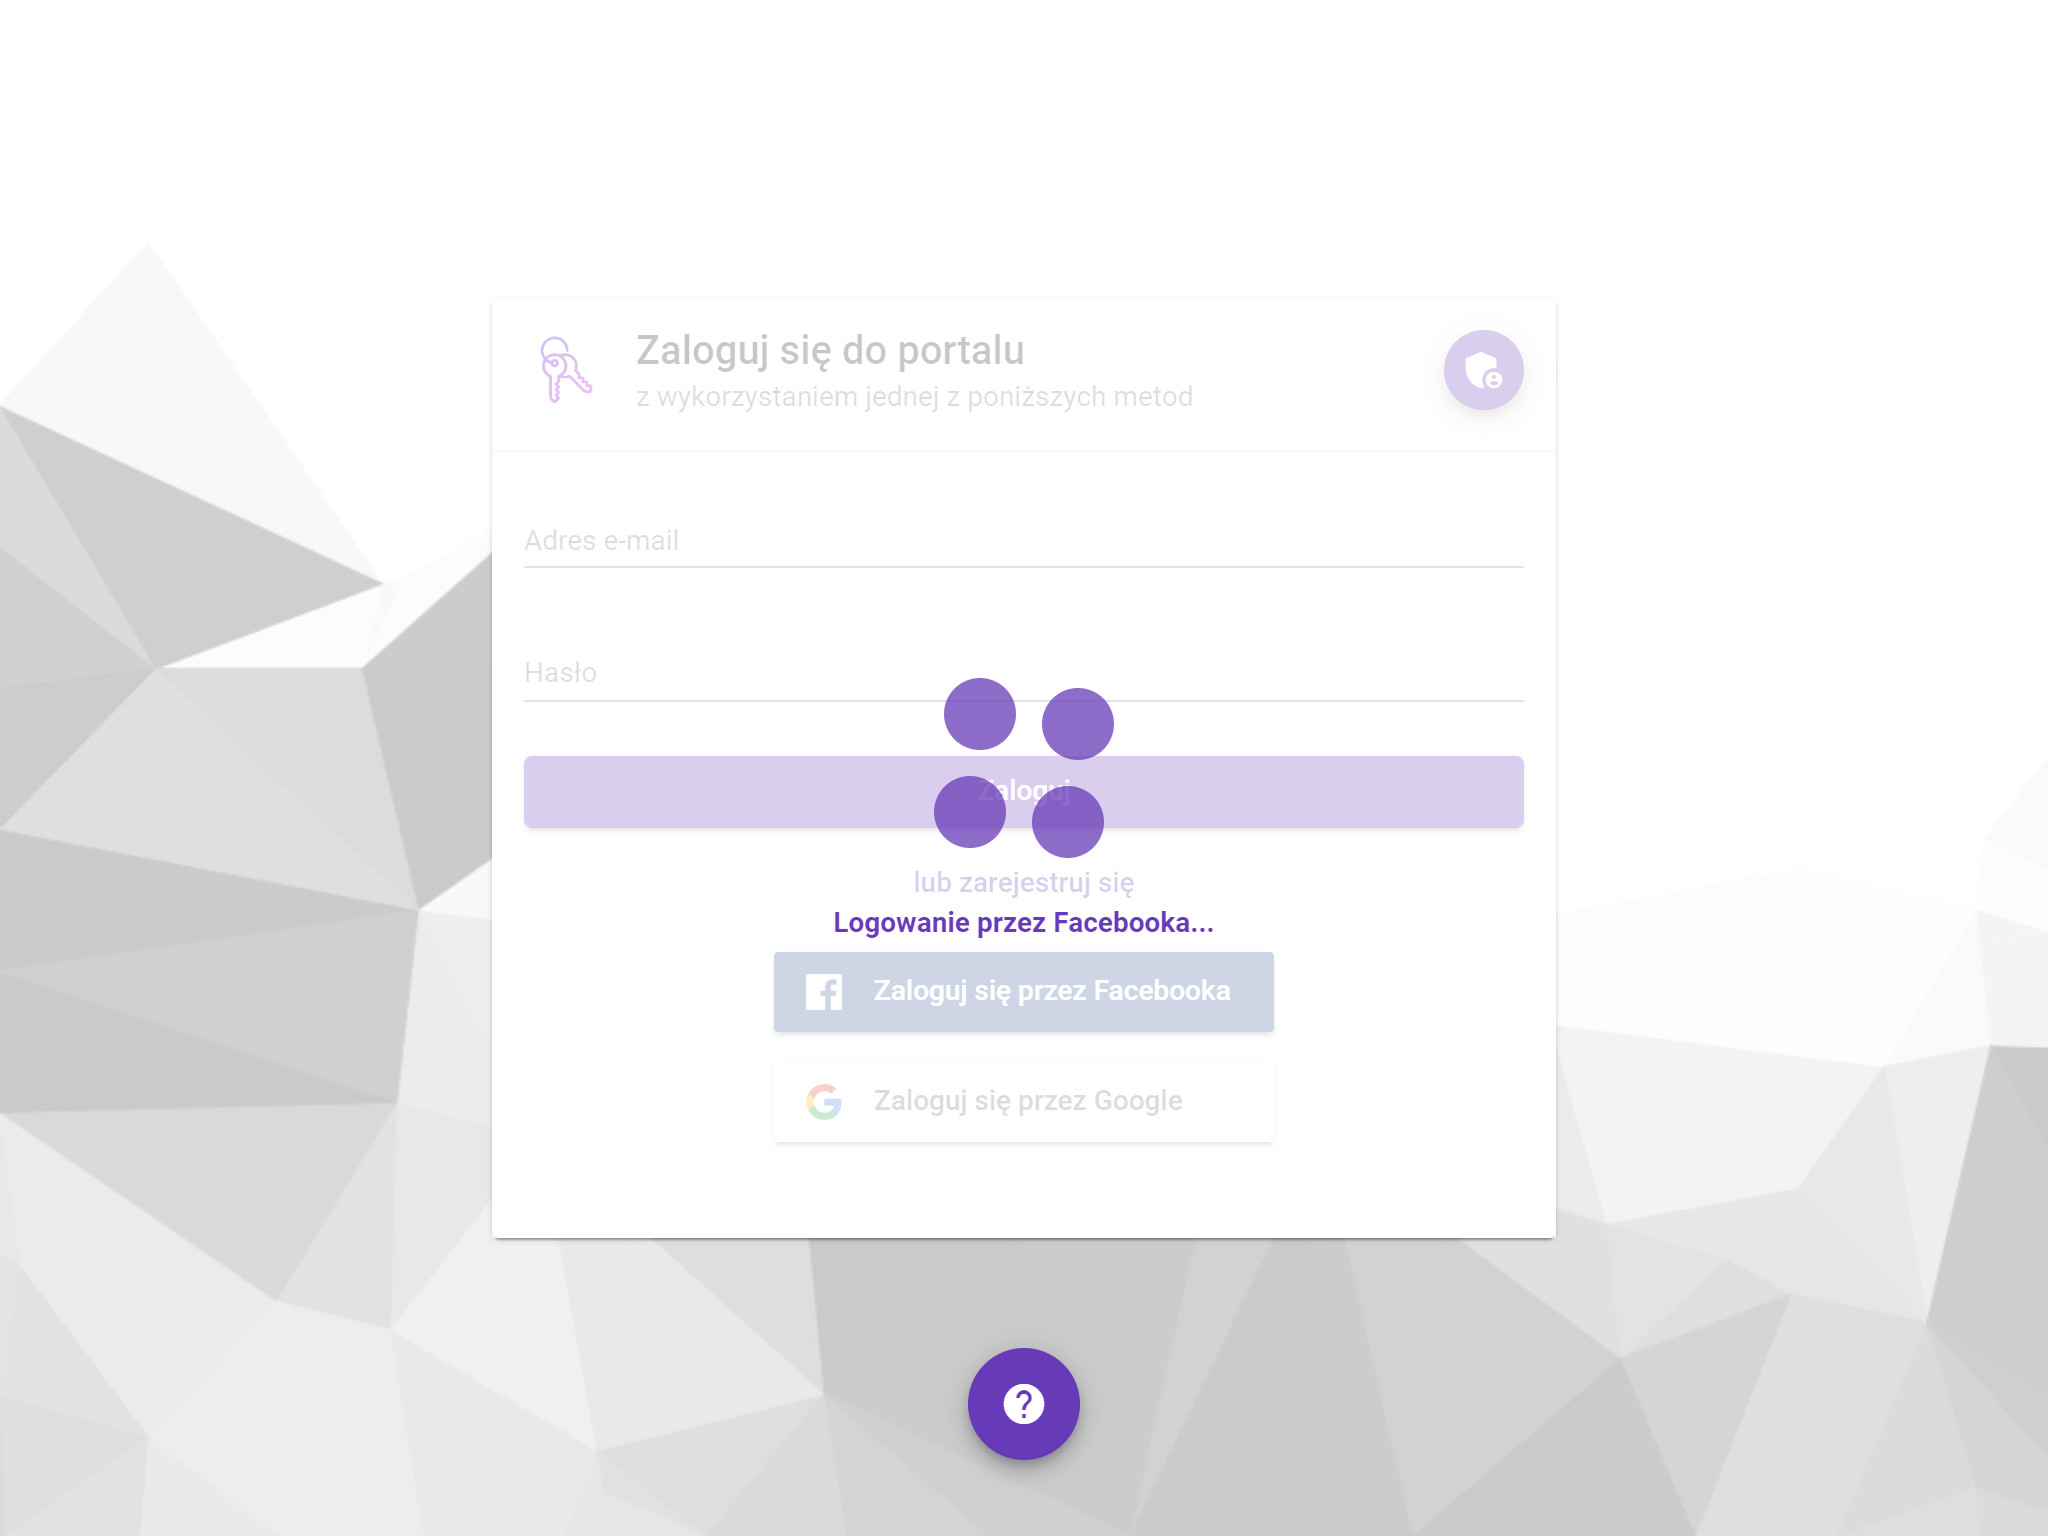 Zaloguj się do portalu
z wykorzystaniem jednej z poniższych metod
Adres e-mail
Hasło
Zaloguj
lub zarejestruj się
Logowanie przez Facebooka...
Zaloguj się przez Facebooka
Zaloguj się przez Google